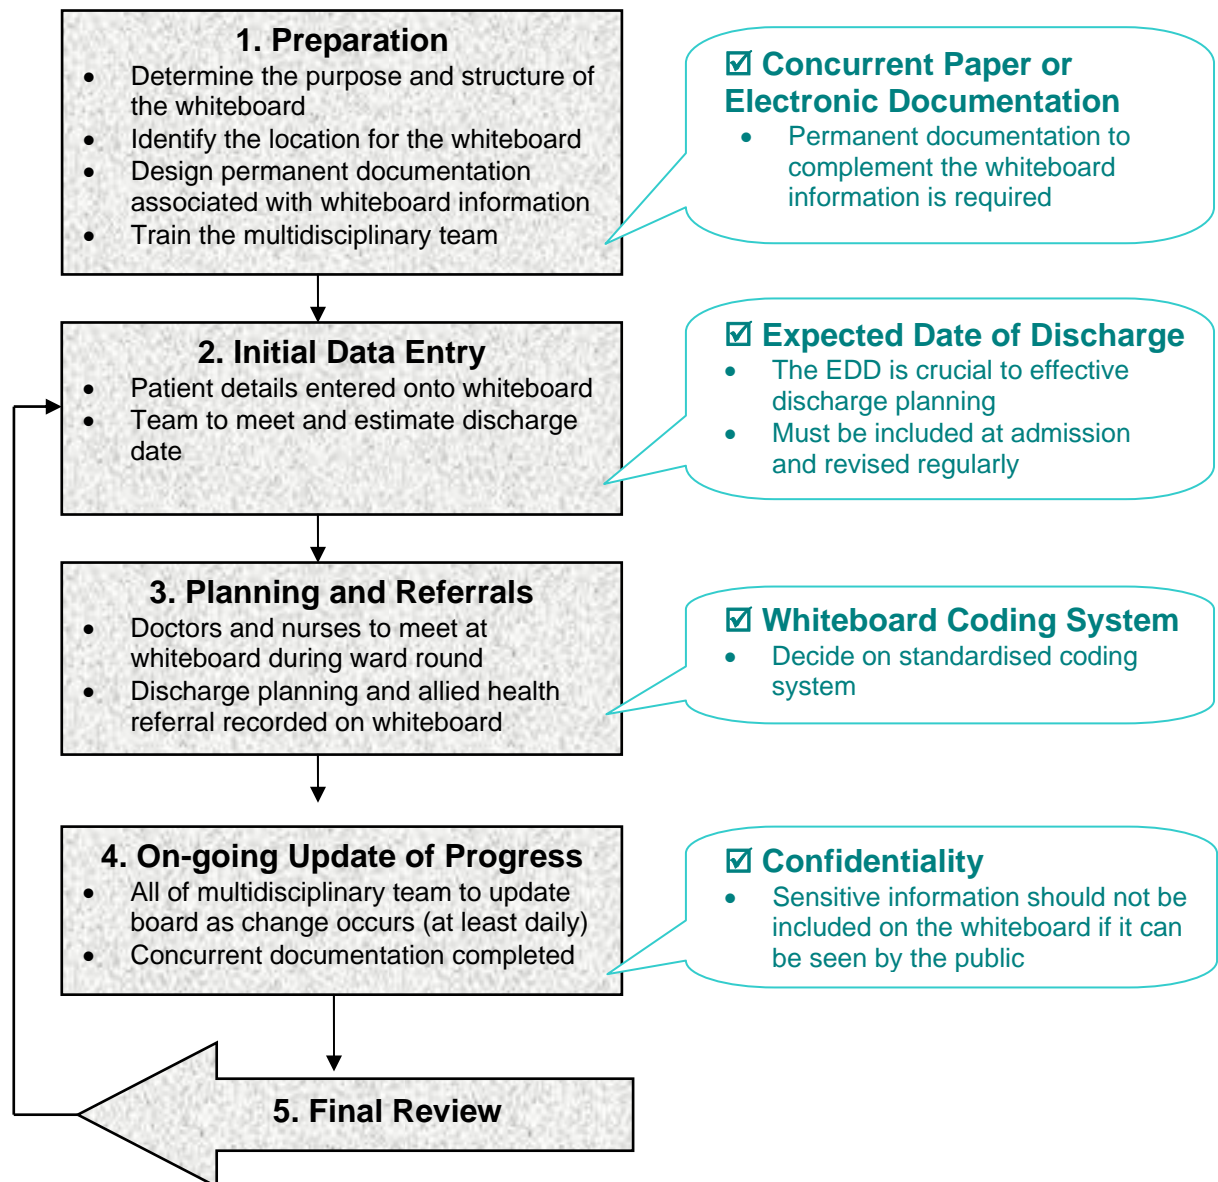 1. Preparation
• Determine the purpose and structure of
the whiteboard
• Identify the location for the whiteboard
• Design permanent documentation
associated with whiteboard information
• Train the multidisciplinary team
☑ Concurrent Paper or
Electronic Documentation
• Permanent documentation to
complement the whiteboard
information is required
2. Initial Data Entry
• Patient details entered onto whiteboard
• Team to meet and estimate discharge
date
☑ Expected Date of Discharge
• The EDD is crucial to effective
discharge planning
• Must be included at admission
and revised regularly
3. Planning and Referrals
• Doctors and nurses to meet at
whiteboard during ward round
• Discharge planning and allied health
referral recorded on whiteboard
☑ Whiteboard Coding System
• Decide on standardised coding
system
4. On-going Update of Progress
• All of multidisciplinary team to update
board as change occurs (at least daily)
• Concurrent documentation completed
☑ Confidentiality
• Sensitive information should not be
included on the whiteboard if it can
be seen by the public
5. Final Review